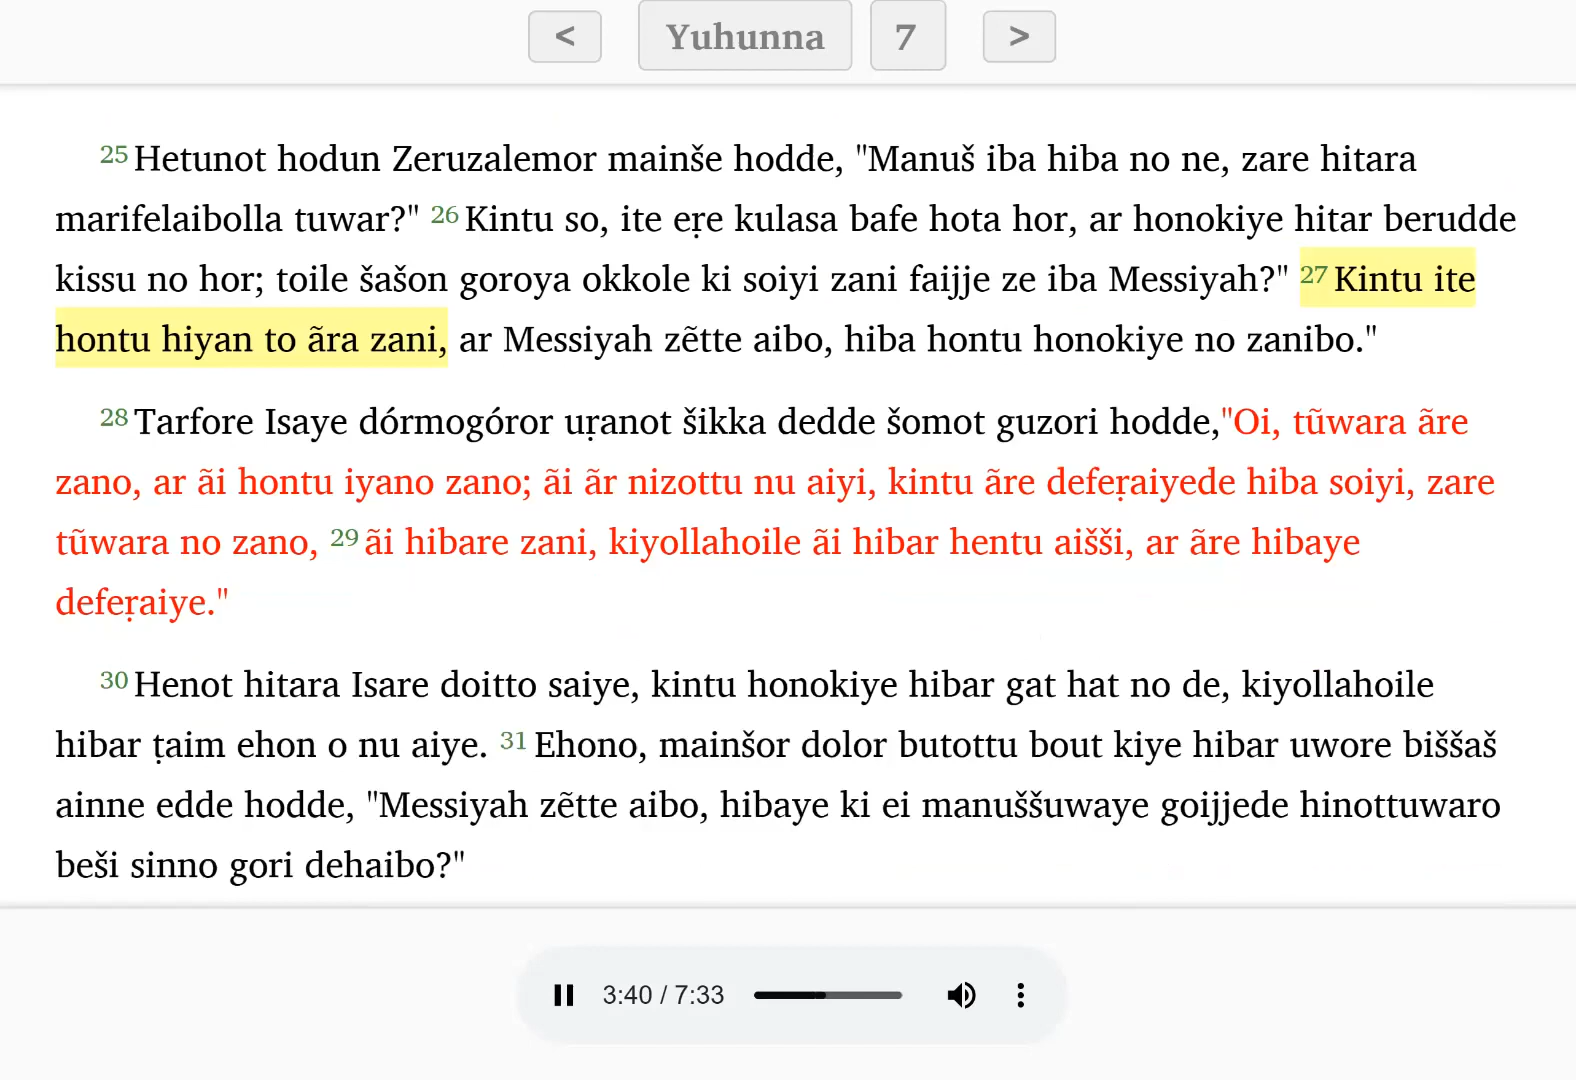 < Yuhunna 7 >
25 Hetunot hodun Zeruzalemor mainše hodde, "Manuš iba hiba no ne, zare hitara
marifelaibolla tuwar?" 26 Kintu so, ite eṛe kulasa bafe hota hor, ar honokiye hitar berudde
kissu no hor; toile šašon goroya okkole ki soiyi zani faijje ze iba Messiyah?" 27 Kintu ite
hontu hiyan to ãra zani, ar Messiyah zẽtte aibo, hiba hontu honokiye no zanibo."
28 Tarfore Isaye dórmogóror uṛanot šikka dedde šomot guzori hodde,"Oi, tũwara ãre
zano, ar ãi hontu iyano zano; ãi ãr nizottu nu aiyi, kintu ãre defeṛaiyede hiba soiyi, zare
tũwara no zano, 29 ãi hibare zani, kiyollahoile ãi hibar hentu aišši, ar ãre hibaye
defeṛaiye."
30 Henot hitara Isare doitto saiye, kintu honokiye hibar gat hat no de, kiyollahoile
hibar ṭaim ehon o nu aiye. 31 Ehono, mainšor dolor butottu bout kiye hibar uwore biššaš
ainne edde hodde, "Messiyah zẽtte aibo, hibaye ki ei manuššuwaye goijjede hinottuwaro
beši sinno gori dehaibo?"
3:40 / 7:33